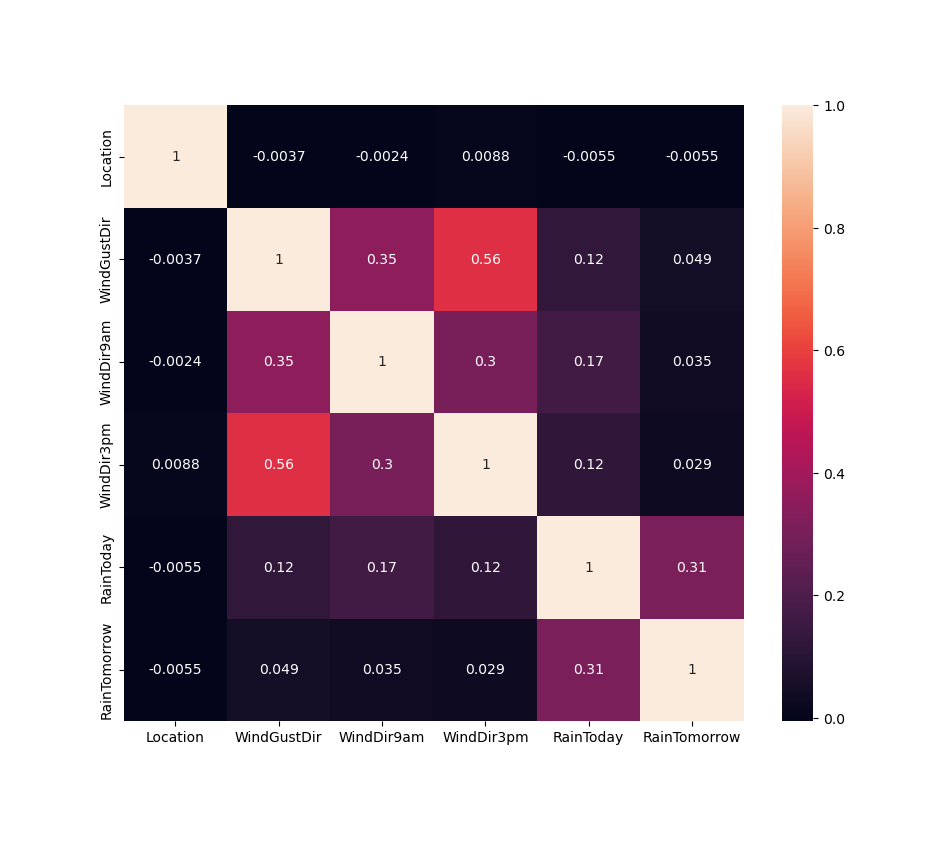 Location 1 -0.0037 -0.0024 0.0088 -0.0055 -0.0055
WindGustDir -0.0037 1 0.35 0.56 0.12 0.049
WindDir9am -0.0024 0.35 1 0.3 0.17 0.035
WindDir3pm 0.0088 0.56 0.3 1 0.12 0.029
RainToday -0.0055 0.12 0.17 0.12 1 0.31
RainTomorrow -0.0055 0.049 0.035 0.029 0.31 1
Location WindGustDir WindDir9am WindDir3pm RainToday RainTomorrow
1.0
0.8
0.6
0.4
0.2
0.0